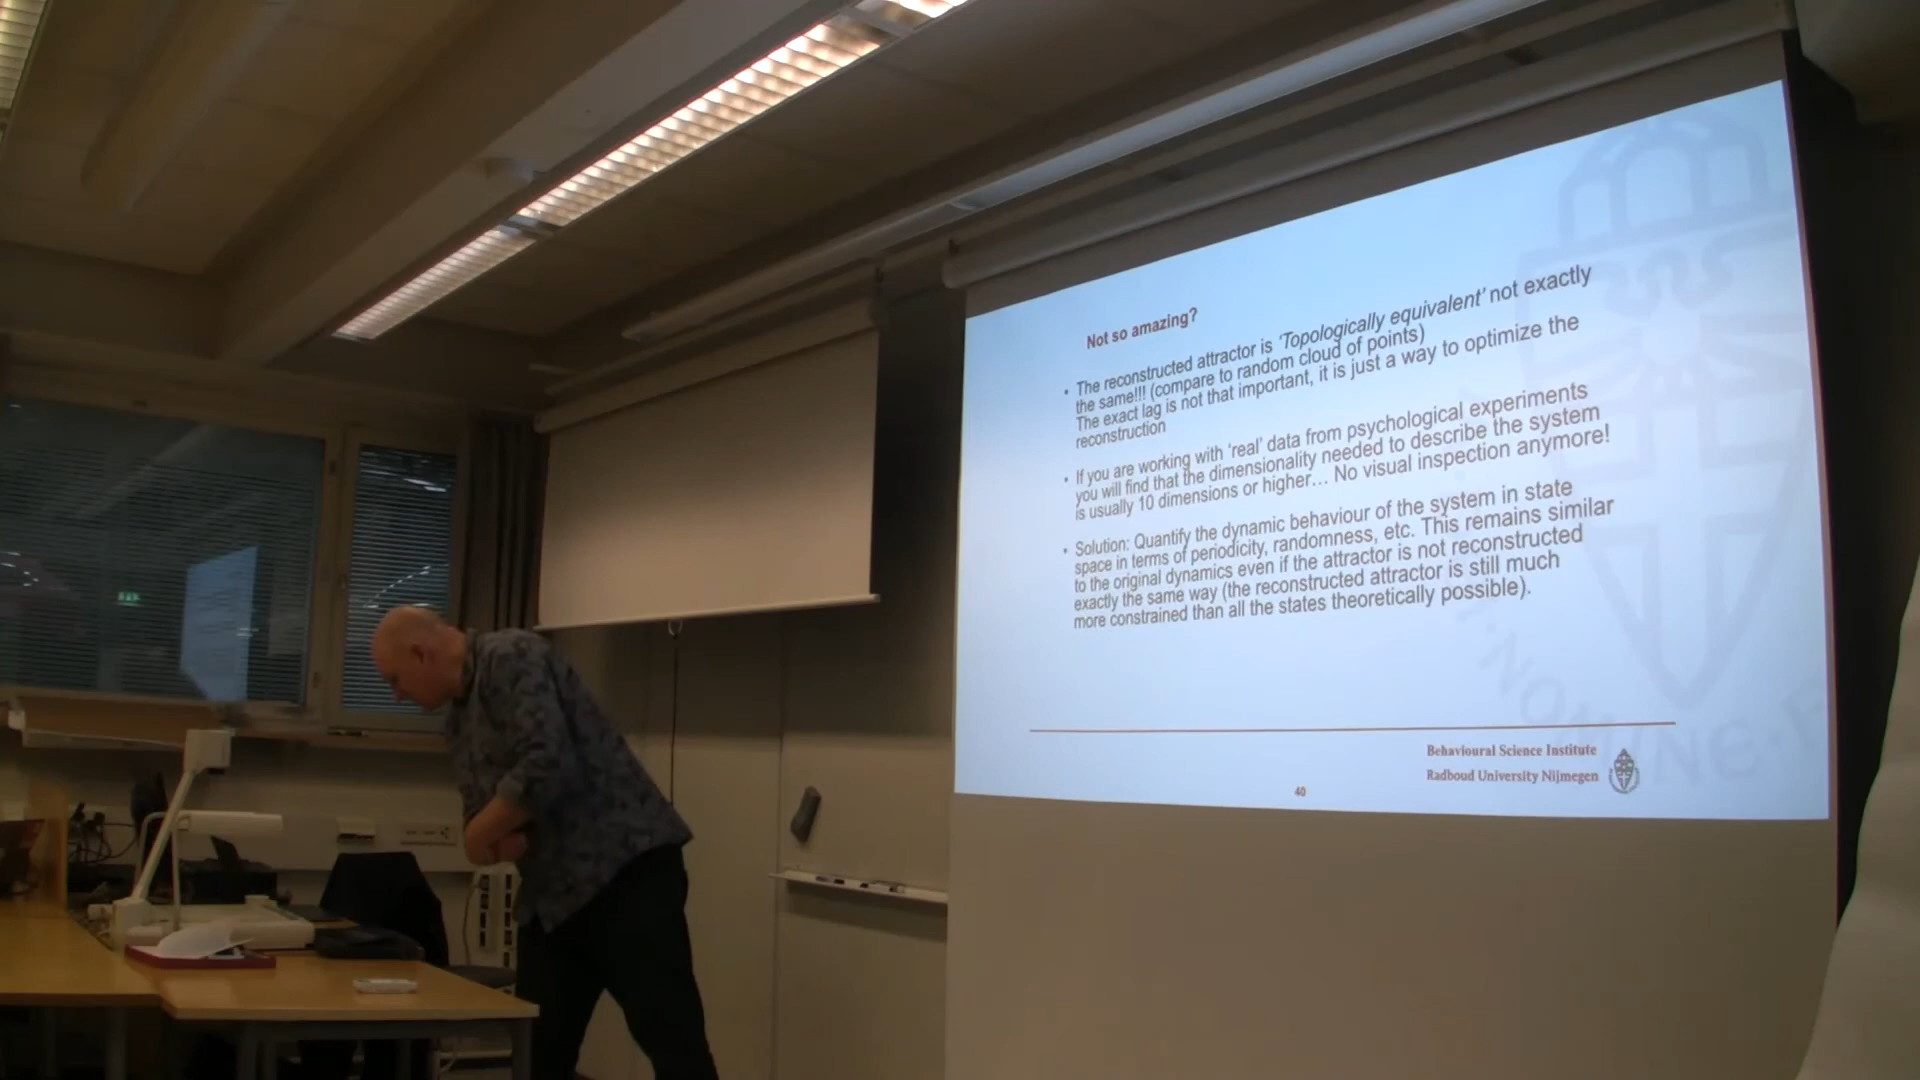 Not so amazing?
• The reconstructed attractor is ‘Topologically equivalent’ not exactly
the same!!! (compare to random cloud of points)
The exact lag is not that important, it is just a way to optimize the
reconstruction
• If you are working with ‘real’ data from psychological experiments
you will find that the dimensionality needed to describe the system
is usually 10 dimensions or higher… No visual inspection anymore!
• Solution: Quantify the dynamic behaviour of the system in state
space in terms of periodicity, randomness, etc. This remains similar
to the original dynamics even if the attractor is not reconstructed
exactly the same way (the reconstructed attractor is still much
more constrained than all the states theoretically possible).
Behavioural Science Institute
Radboud University Nijmegen
40